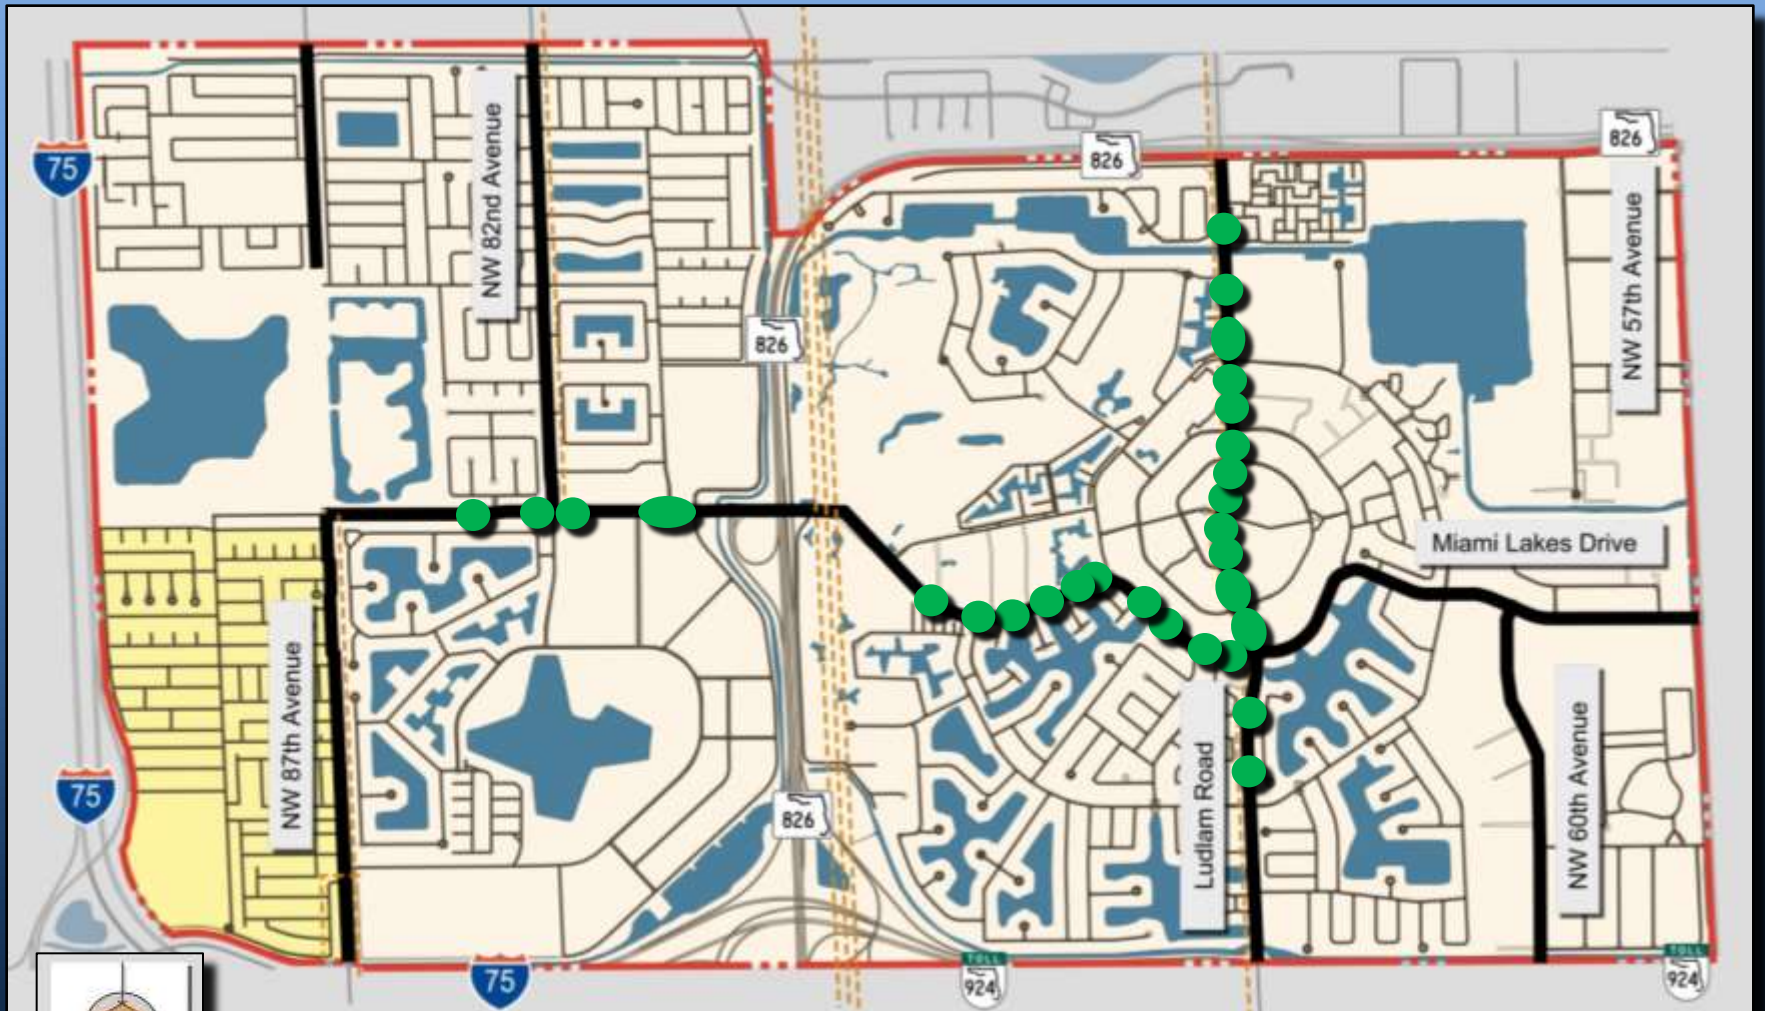 826
826
75
NW 82nd Avenue
NW 57th Avenue
826
Miami Lakes Drive
NW 87th Avenue
75
826
Ludlam Road
NW 60th Avenue
75
TOLL
924
TOLL
924